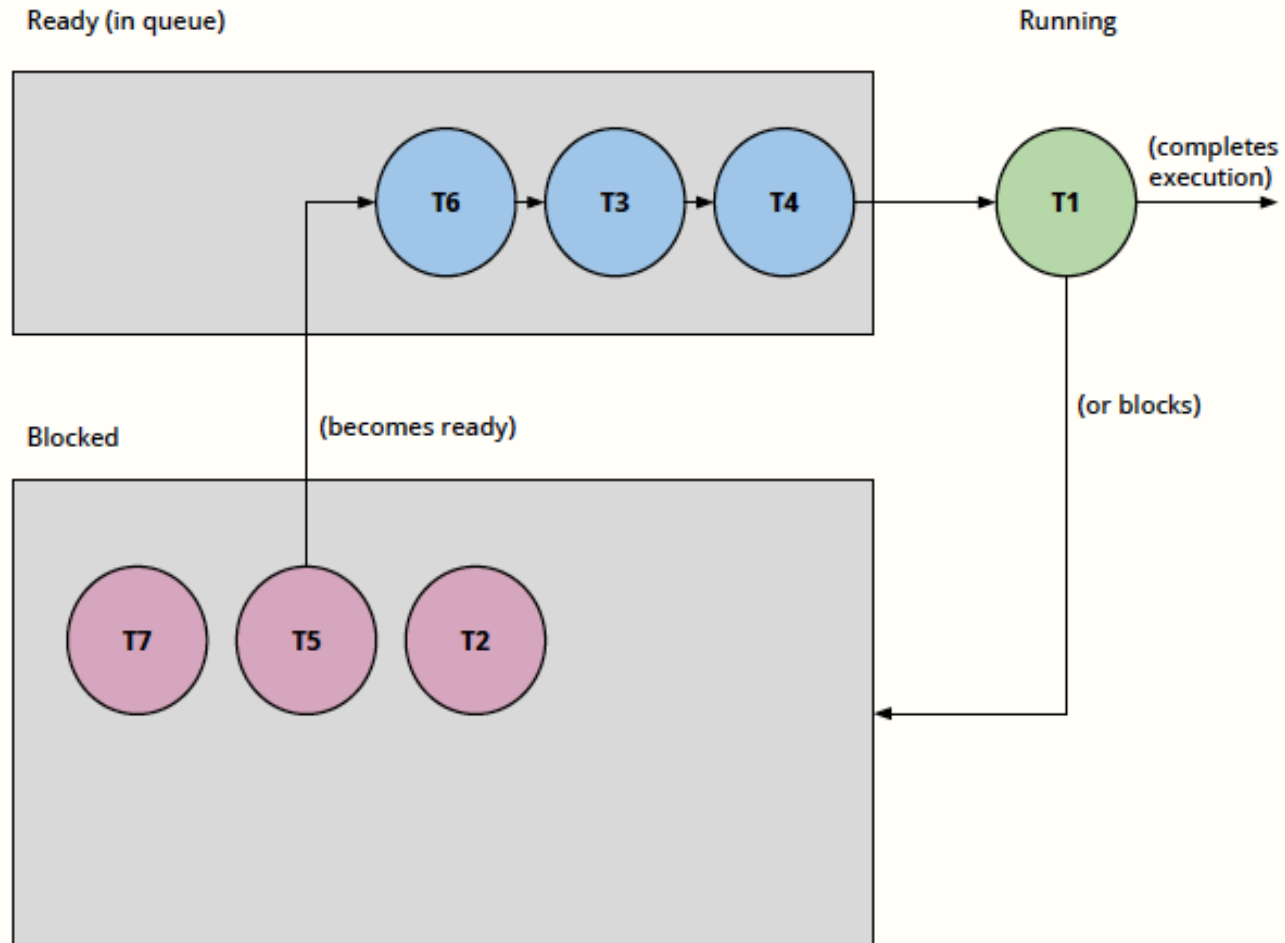 Ready (in queue)
Running
T6
T3
T4
T1
(completes
execution)
(becomes ready)
(or blocks)
Blocked
T7
T5
T2